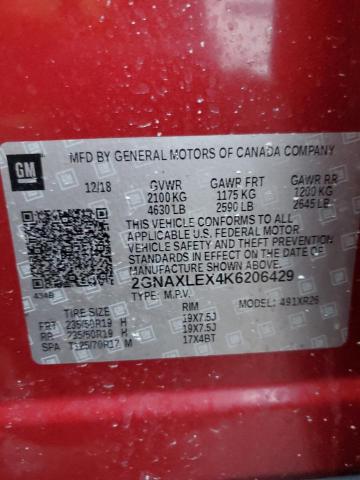 GM
MFD BY GENERAL MOTORS OF CANADA COMPANY
12/18 GVWR GAWR FRT GAWR RR
2100 KG 1175 KG 1200 KG
4630 LB 2590 LB 2645 LB
THIS VEHICLE CONFORMS TO ALL
APPLICABLE U.S. FEDERAL MOTOR
VEHICLE SAFETY AND THEFT PREVENTION
STANDARDS IN EFFECT ON THE DATE OF
MANUFACTURE SHOWN ABOVE.
2GNAXLEX4K6206429
434B TYPE: M.P.V. MODEL: 491XR26
TIRE SIZE RIM
FRT 235/50R19 H 19X7.5J
RR 235/50R19 H 19X7.5J
SPA T125/70R17 M 17X4BT